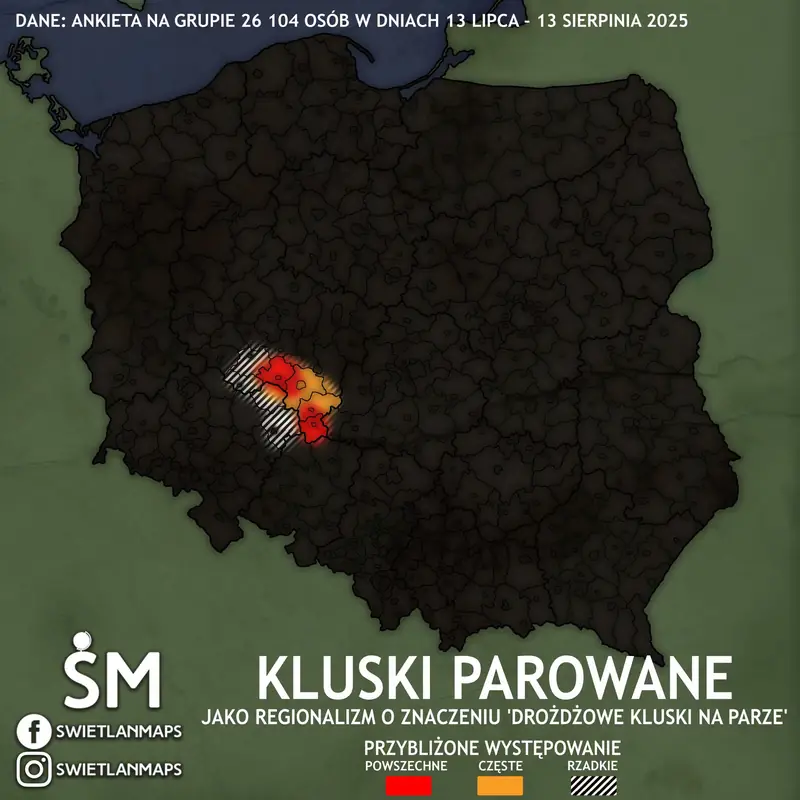 DANE: ANKIETA NA GRUPIE 26 104 OSÓB W DNIACH 13 LIPCA - 13 SIERPINIA 2025
ŚM
SWIETLANMAPS
SWIETLANMAPS
KLUSKI PAROWANE
JAKO REGIONALIZM O ZNACZENIU 'DROŻDŻOWE KLUSKI NA PARZE'
PRZYBLIŻONE WYSTĘPOWANIE
POWSZECHNE CZĘSTE RZADKIE